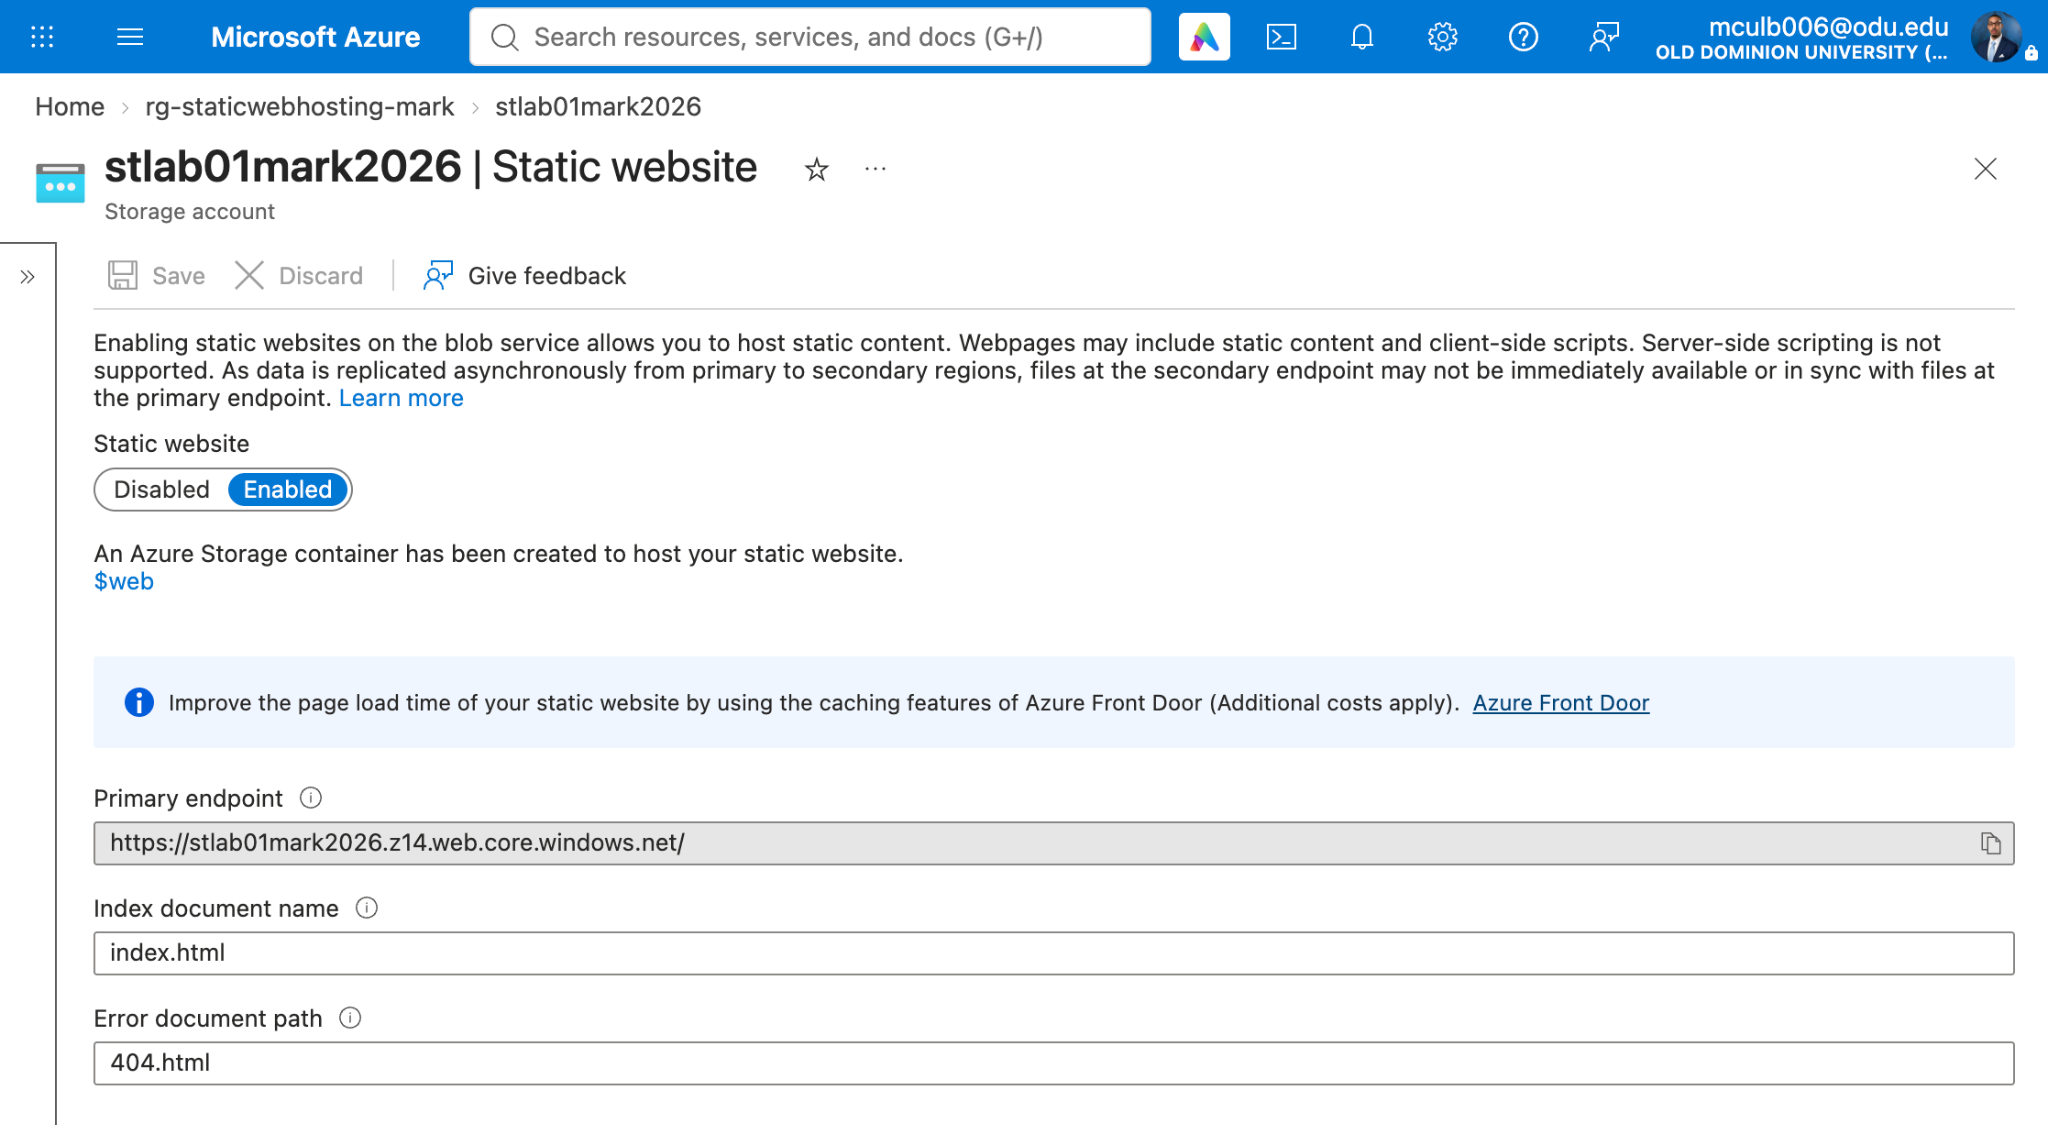 Microsoft Azure
Search resources, services, and docs (G+/)
mculb006@odu.edu
OLD DOMINION UNIVERSITY (...
Home > rg-staticwebhosting-mark > stlab01mark2026
stlab01mark2026 | Static website
Storage account
Save
Discard
Give feedback
Enabling static websites on the blob service allows you to host static content. Webpages may include static content and client-side scripts. Server-side scripting is not
supported. As data is replicated asynchronously from primary to secondary regions, files at the secondary endpoint may not be immediately available or in sync with files at
the primary endpoint. Learn more
Static website
Disabled Enabled
An Azure Storage container has been created to host your static website.
$web
Improve the page load time of your static website by using the caching features of Azure Front Door (Additional costs apply). Azure Front Door
Primary endpoint
https://stlab01mark2026.z14.web.core.windows.net/
Index document name
index.html
Error document path
404.html